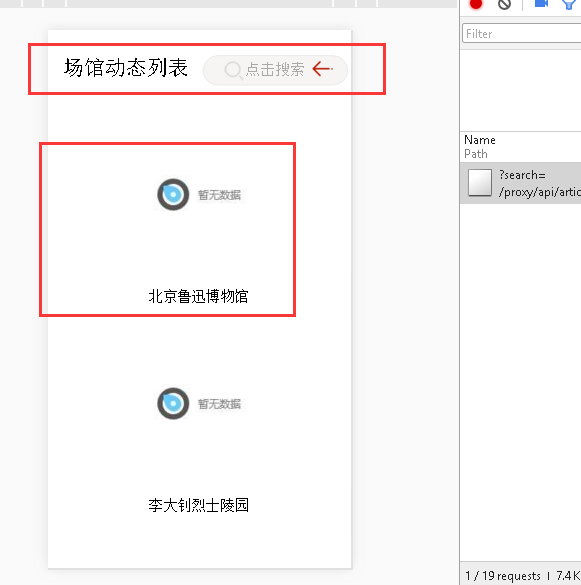 场馆动态列表 点击搜索
暂无数据
北京鲁迅博物馆
暂无数据
李大钊烈士陵园
Filter
Name
Path
?search=
/proxy/api/artic
1 / 19 requests | 7.4K